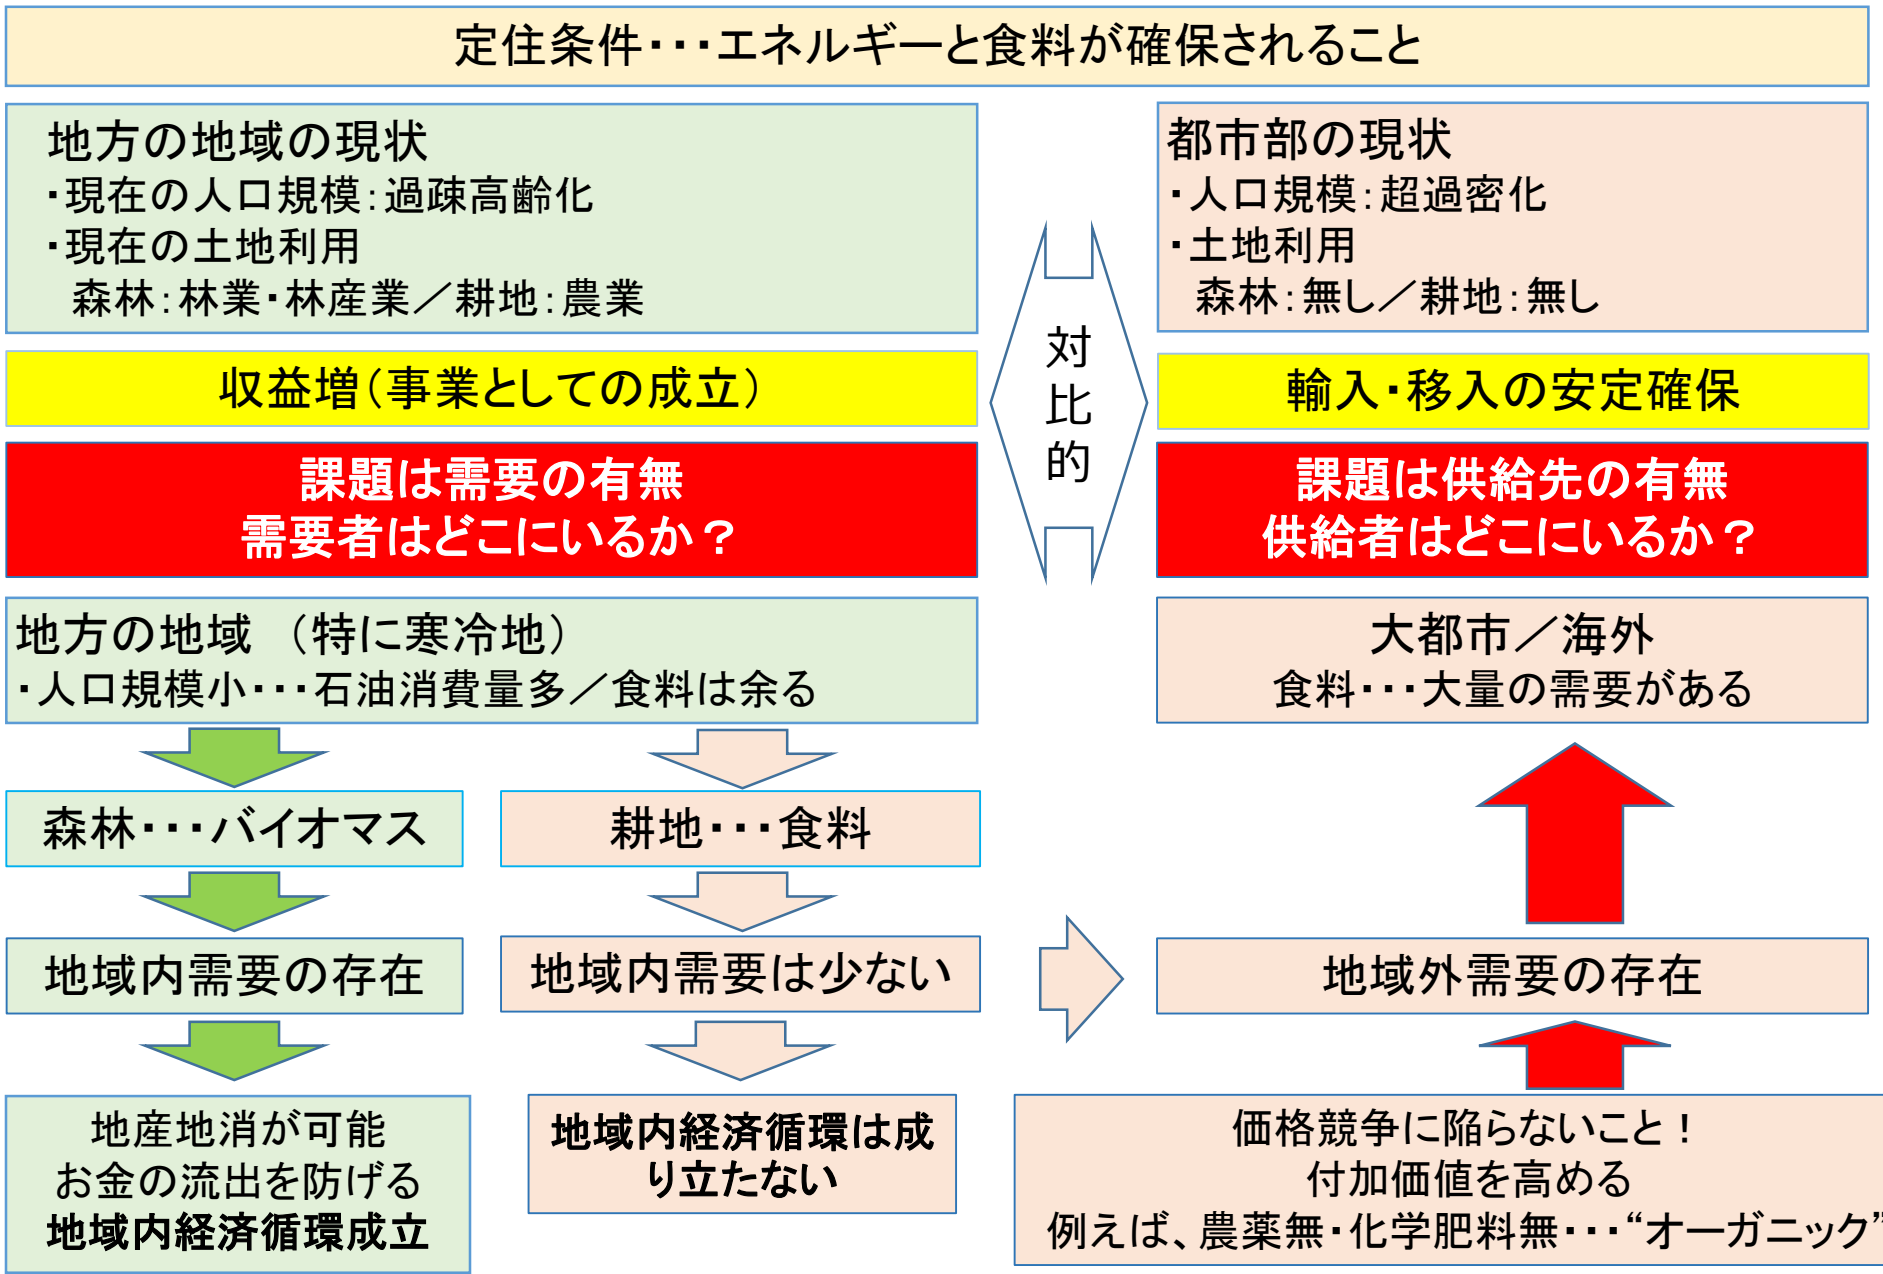 定住条件・・・エネルギーと食料が確保されること
地方の地域の現状
・現在の人口規模：過疎高齢化
・現在の土地利用
森林：林業・林産業／耕地：農業
都市部の現状
・人口規模：超過密化
・土地利用
森林：無し／耕地：無し
対比的
収益増（事業としての成立）
輸入・移入の安定確保
課題は需要の有無
需要者はどこにいるか？
課題は供給先の有無
供給者はどこにいるか？
地方の地域　（特に寒冷地）
・人口規模小・・・石油消費量多／食料は余る
大都市／海外
食料・・・大量の需要がある
森林・・・バイオマス
耕地・・・食料
地域内需要の存在
地域内需要は少ない
地域外需要の存在
地産地消が可能
お金の流出を防げる
地域内経済循環成立
地域内経済循環は成
り立たない
価格競争に陥らないこと！
付加価値を高める
例えば、農薬無・化学肥料無・・・“オーガニック”